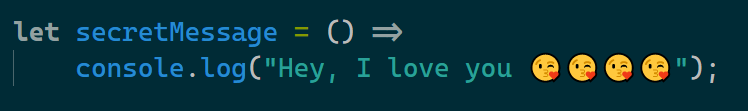 let secretMessage = () =>
    console.log("Hey, I love you 😘😘😘😘");